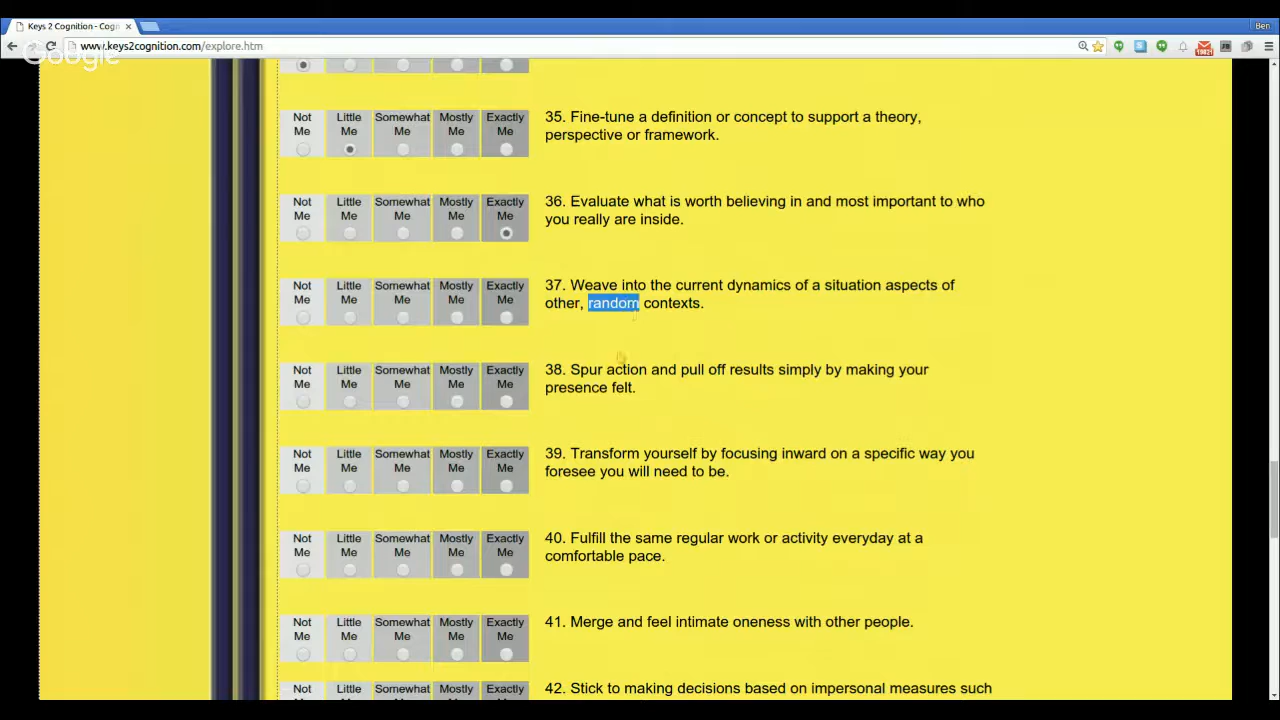 Keys 2 Cognition - Cogn
Ben
www.keys2cognition.com/explore.htm
Google
Not Me Little Me Somewhat Me Mostly Me Exactly Me
35. Fine-tune a definition or concept to support a theory,
perspective or framework.
Not Me Little Me Somewhat Me Mostly Me Exactly Me
36. Evaluate what is worth believing in and most important to who
you really are inside.
Not Me Little Me Somewhat Me Mostly Me Exactly Me
37. Weave into the current dynamics of a situation aspects of
other, random contexts.
Not Me Little Me Somewhat Me Mostly Me Exactly Me
38. Spur action and pull off results simply by making your
presence felt.
Not Me Little Me Somewhat Me Mostly Me Exactly Me
39. Transform yourself by focusing inward on a specific way you
foresee you will need to be.
Not Me Little Me Somewhat Me Mostly Me Exactly Me
40. Fulfill the same regular work or activity everyday at a
comfortable pace.
Not Me Little Me Somewhat Me Mostly Me Exactly Me
41. Merge and feel intimate oneness with other people.
Not Little Somewhat Mostly Exactly
42. Stick to making decisions based on impersonal measures such